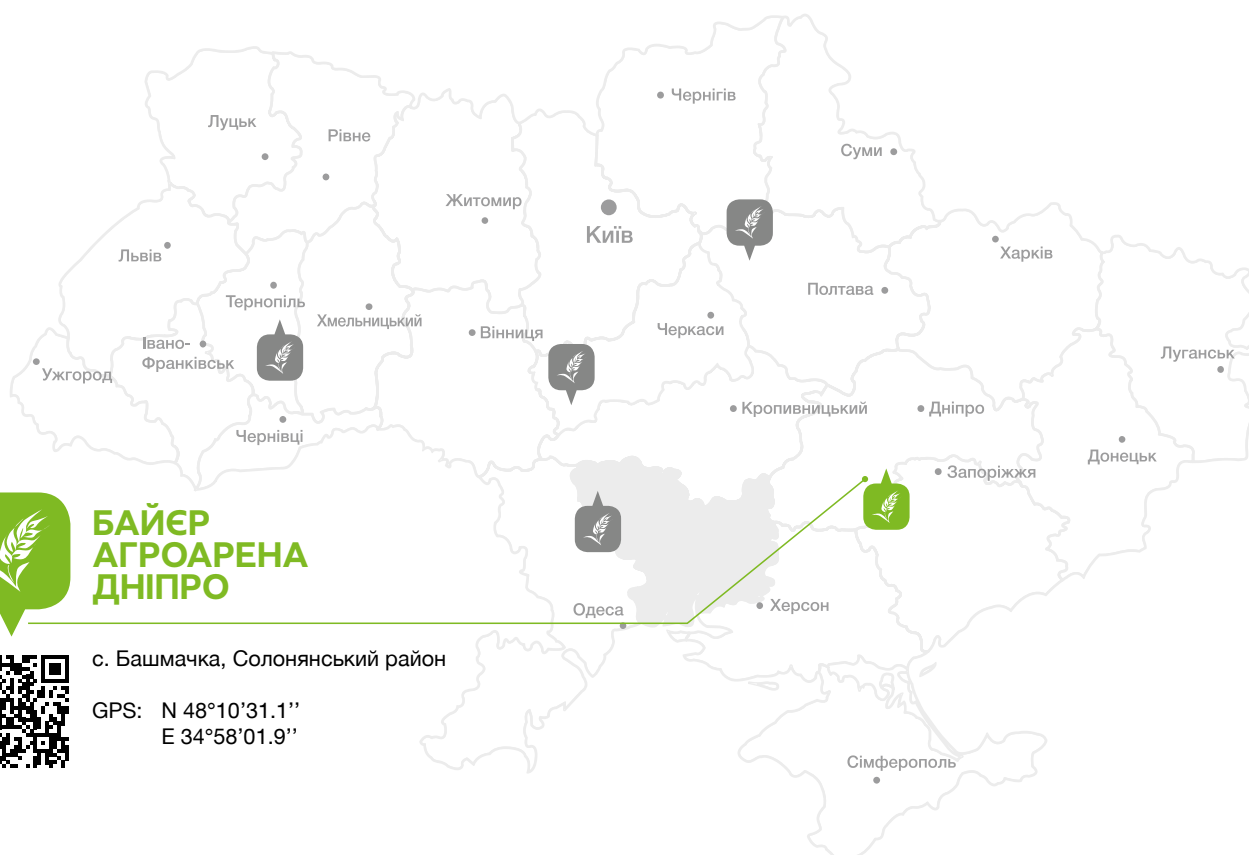 Чернігів
Луцьк
Рівне
Суми
Житомир
Київ
Львів
Харків
Тернопіль
Хмельницький
Полтава
Вінниця
Черкаси
Івано-
Франківськ
Ужгород
Луганськ
Кропивницький
Дніпро
Чернівці
Донецьк
Запоріжжя
БАЙЄР
АГРОАРЕНА
ДНІПРО
Одеса
Херсон
с. Башмачка, Солонянський район
GPS: N 48°10’31.1’’
E 34°58’01.9’’
Сімферополь